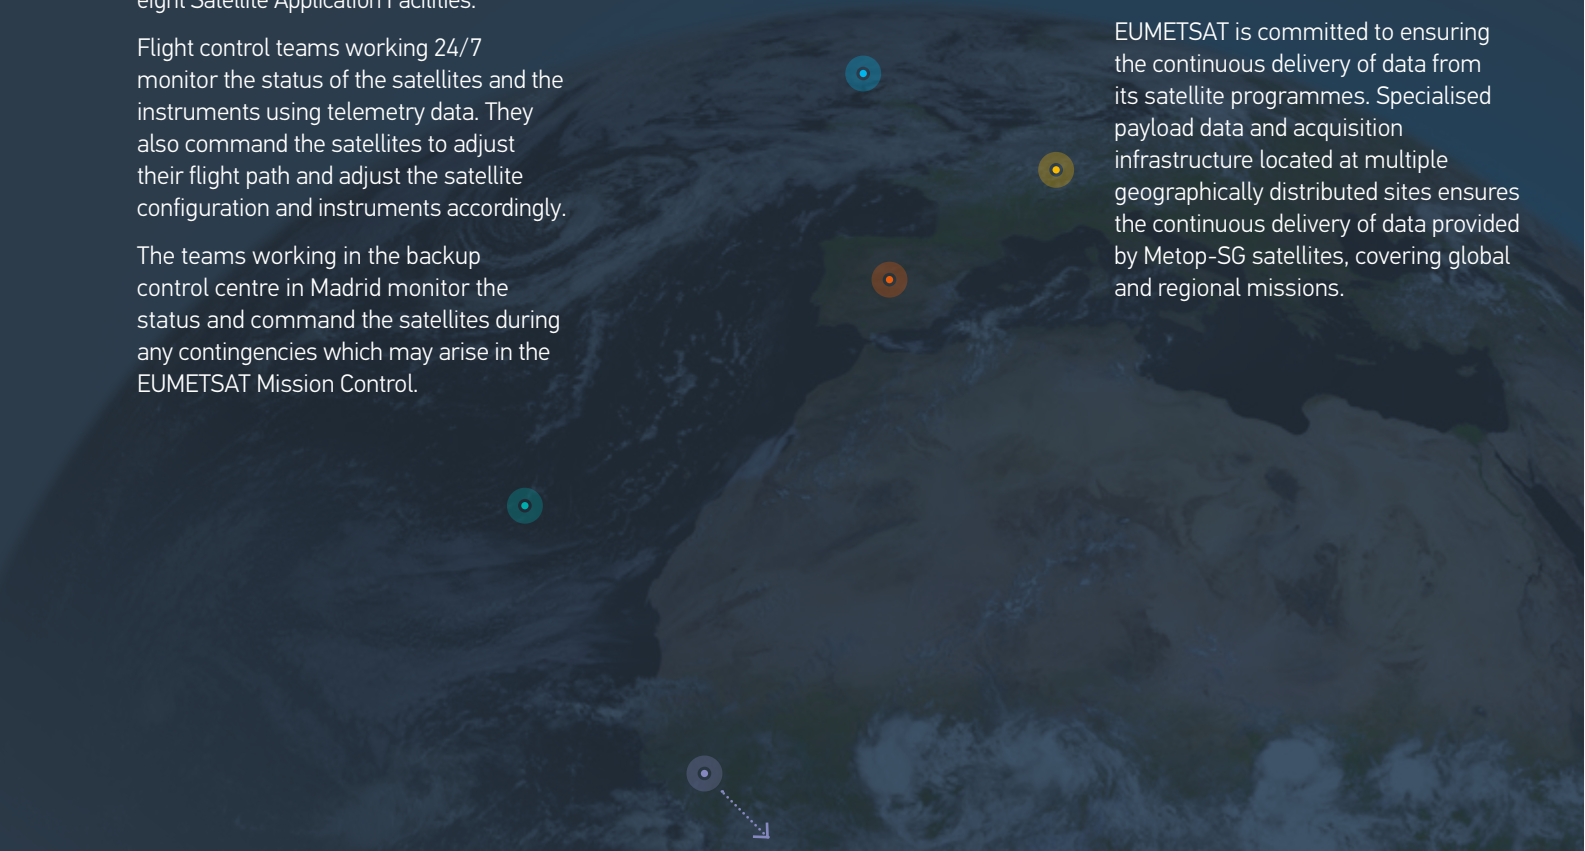 eight Satellite Application Facilities.
Flight control teams working 24/7
monitor the status of the satellites and the
instruments using telemetry data. They
also command the satellites to adjust
their flight path and adjust the satellite
configuration and instruments accordingly.
The teams working in the backup
control centre in Madrid monitor the
status and command the satellites during
any contingencies which may arise in the
EUMETSAT Mission Control.
EUMETSAT is committed to ensuring
the continuous delivery of data from
its satellite programmes. Specialised
payload data and acquisition
infrastructure located at multiple
geographically distributed sites ensures
the continuous delivery of data provided
by Metop-SG satellites, covering global
and regional missions.